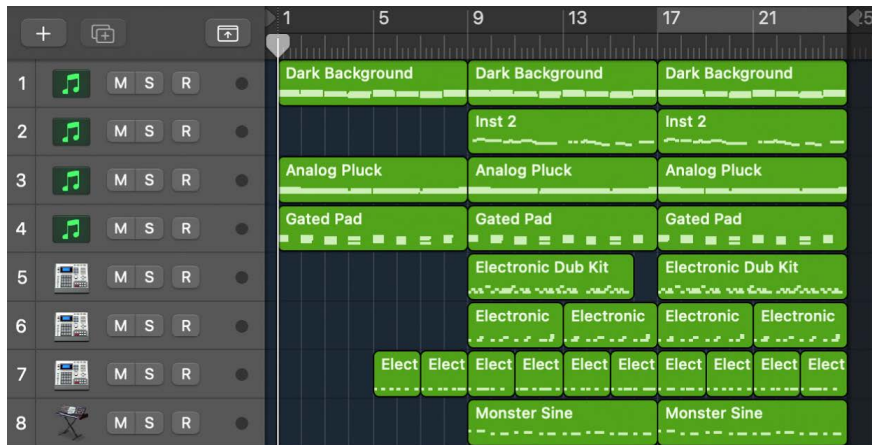 1 5 9 13 17 21 25
1 M S R Dark Background Dark Background Dark Background
2 M S R Inst 2 Inst 2
3 M S R Analog Pluck Analog Pluck Analog Pluck
4 M S R Gated Pad Gated Pad Gated Pad
5 M S R Electronic Dub Kit Electronic Dub Kit
6 M S R Electronic Electronic Electronic Electronic
7 M S R Elect Elect Elect Elect Elect Elect Elect Elect Elect Elect
8 M S R Monster Sine Monster Sine